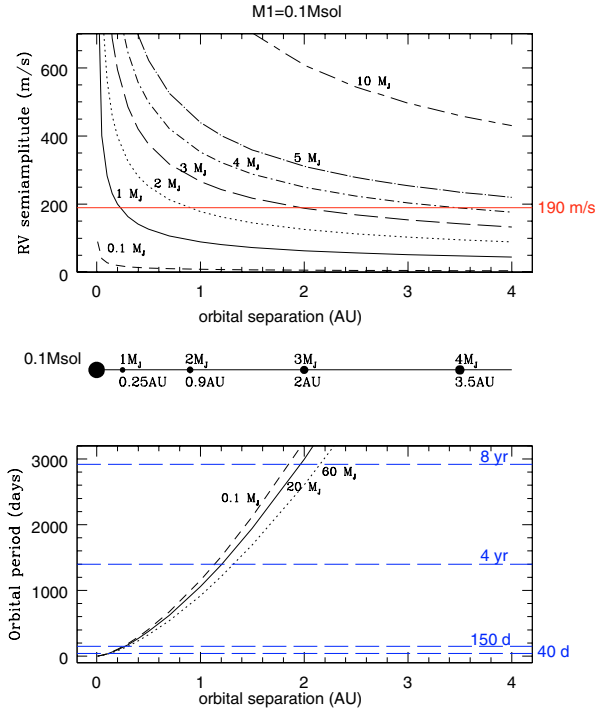 M1=0.1Msol
RV semiamplitude (m/s)
600
400
200
0
10 MJ
5 MJ
4 MJ
3 MJ
2 MJ
1 MJ
0.1 MJ
190 m/s
0 1 2 3 4
orbital separation (AU)
0.1Msol 1MJ 2MJ 3MJ 4MJ
0.25AU 0.9AU 2AU 3.5AU
Orbital period (days)
3000
2000
1000
0
8 yr
60 MJ
20 MJ
0.1 MJ
4 yr
150 d
40 d
0 1 2 3 4
orbital separation (AU)